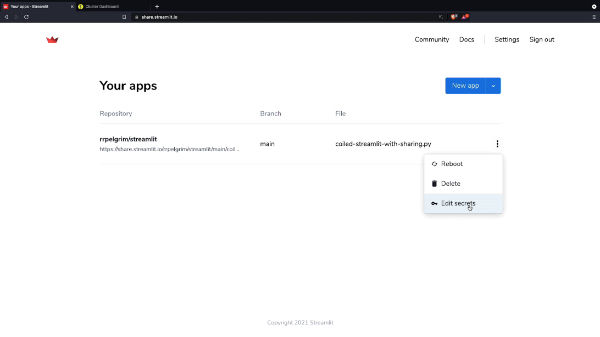 Your apps · Streamlit
Cluster Dashboard
share.streamlit.io
Community Docs Settings Sign out
Your apps
New app
Repository Branch File
rrpelgrim/streamlit main coiled-streamlit-with-sharing.py
https://share.streamlit.io/rrpelgrim/streamlit/main/coil...
Reboot
Delete
Edit secrets
Copyright 2021 Streamlit